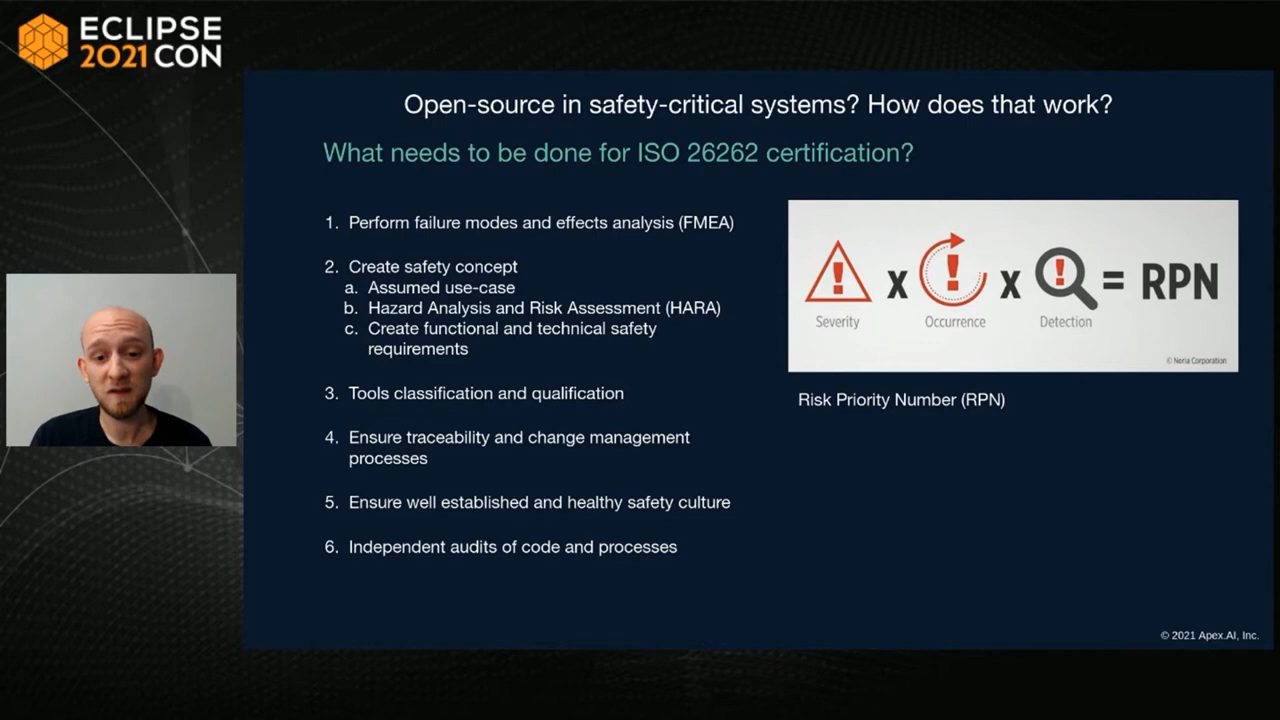 ECLIPSE
2021 CON
Open-source in safety-critical systems? How does that work?
What needs to be done for ISO 26262 certification?
1. Perform failure modes and effects analysis (FMEA)
2. Create safety concept
a. Assumed use-case
b. Hazard Analysis and Risk Assessment (HARA)
c. Create functional and technical safety
requirements
3. Tools classification and qualification
4. Ensure traceability and change management
processes
5. Ensure well established and healthy safety culture
6. Independent audits of code and processes
! x ! x ! = RPN
Severity Occurrence Detection
© Noria Corporation
Risk Priority Number (RPN)
© 2021 Apex.AI, Inc.